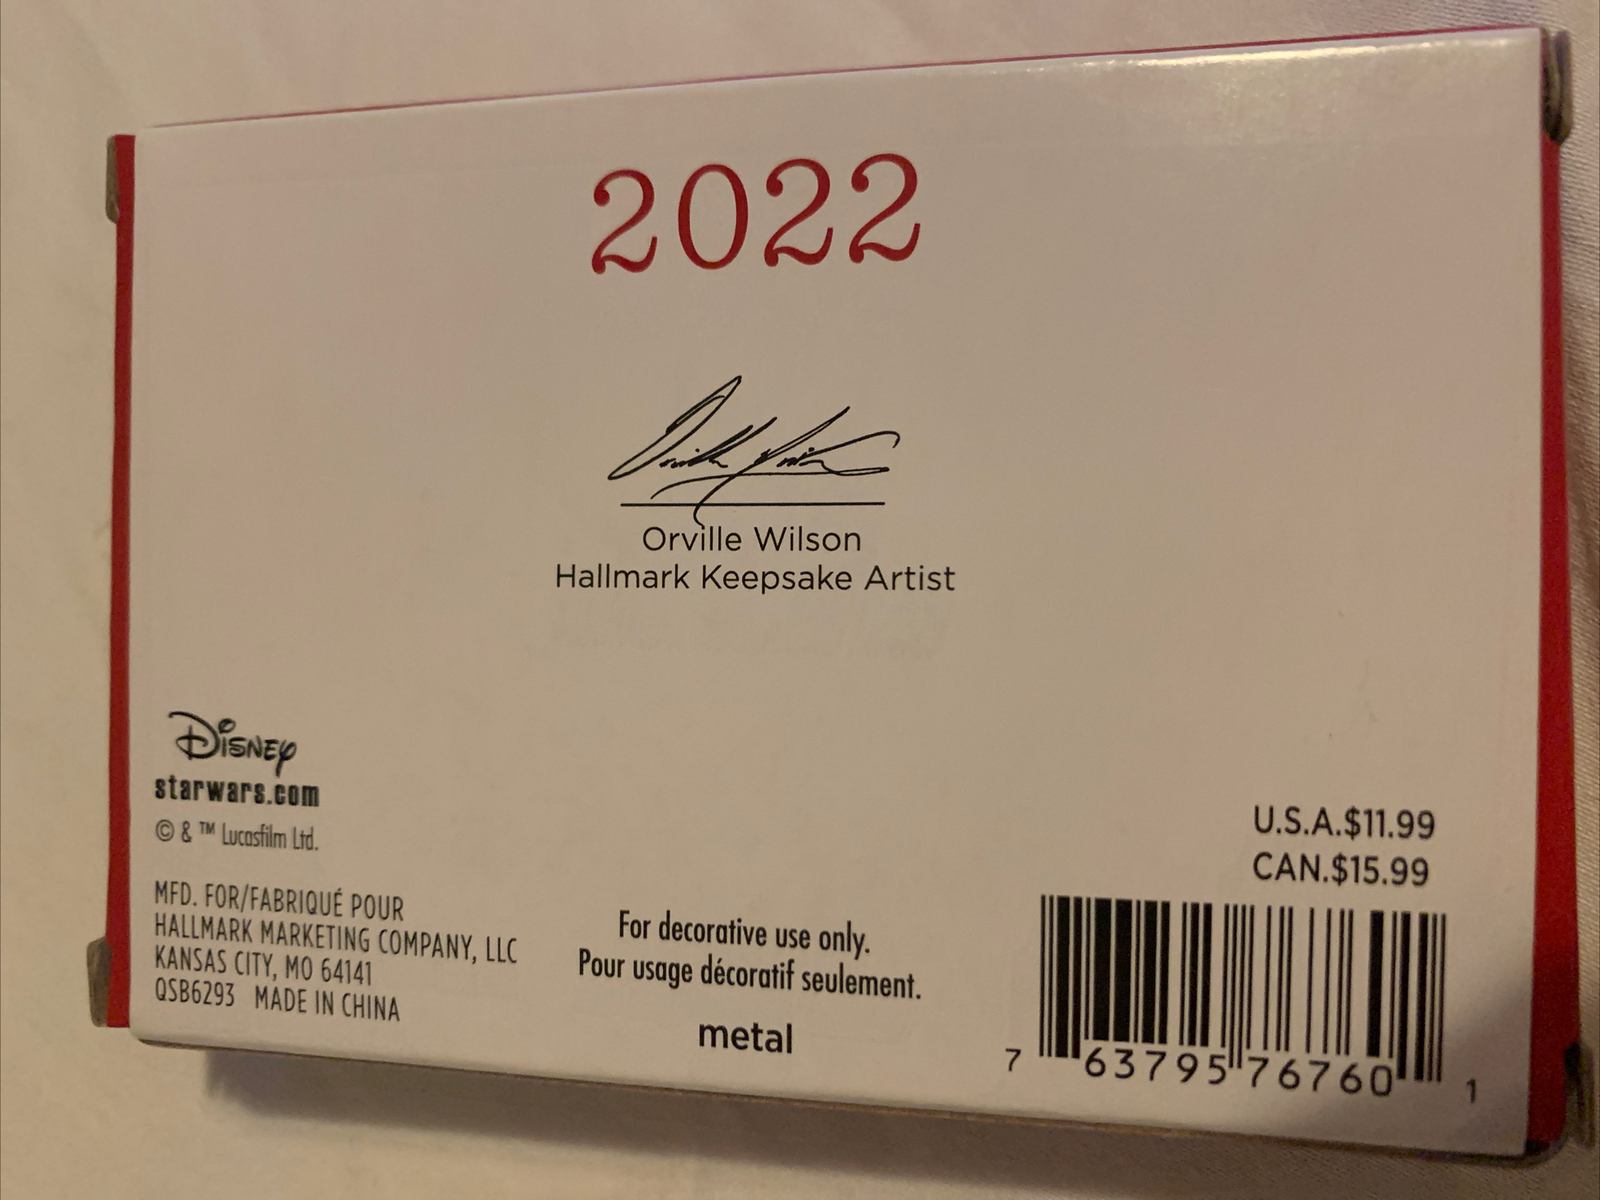 2022
Orville Wilson
Orville Wilson
Hallmark Keepsake Artist
Disney
starwars.com
© & ™ Lucasfilm Ltd.
MFD. FOR/FABRIQUÉ POUR
HALLMARK MARKETING COMPANY, LLC
KANSAS CITY, MO 64141
QSB6293 MADE IN CHINA
For decorative use only.
Pour usage décoratif seulement.
metal
U.S.A.$11.99
CAN.$15.99
7 63795 76760 1